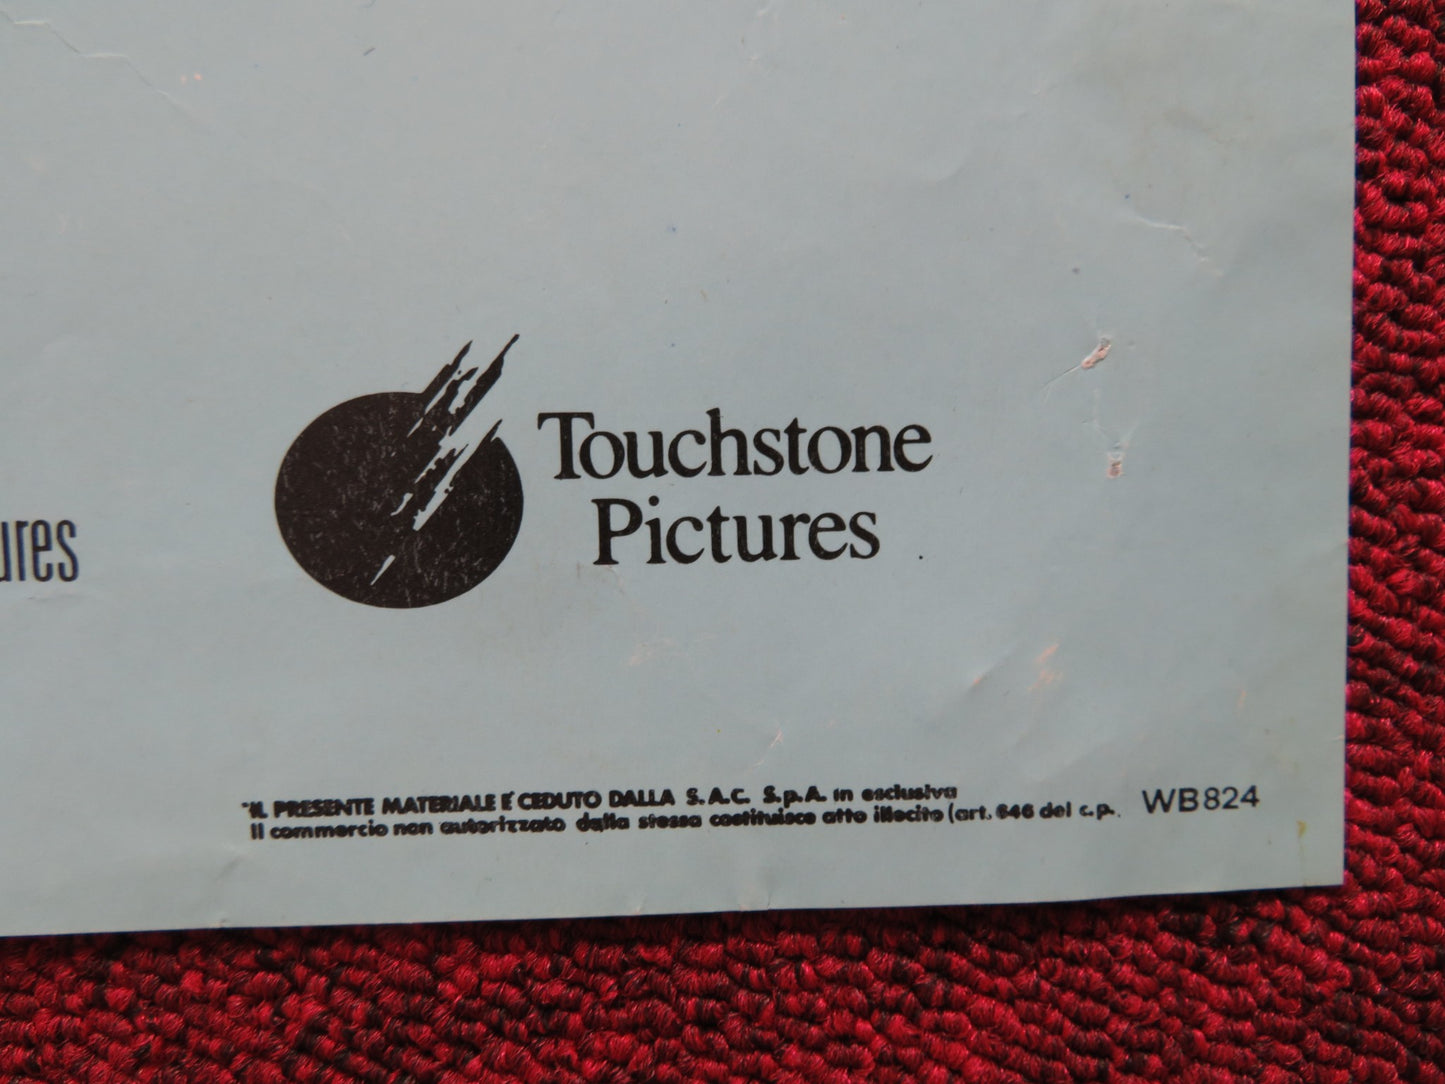 Touchstone
Pictures
ures
"IL PRESENTE MATERIALE E' CEDUTO DALLA S.A.C. S.p.A. in esclusiva
Il commercio non autorizzato dalla stessa costituisce atto illecito (art. 646 del c.p. WB824